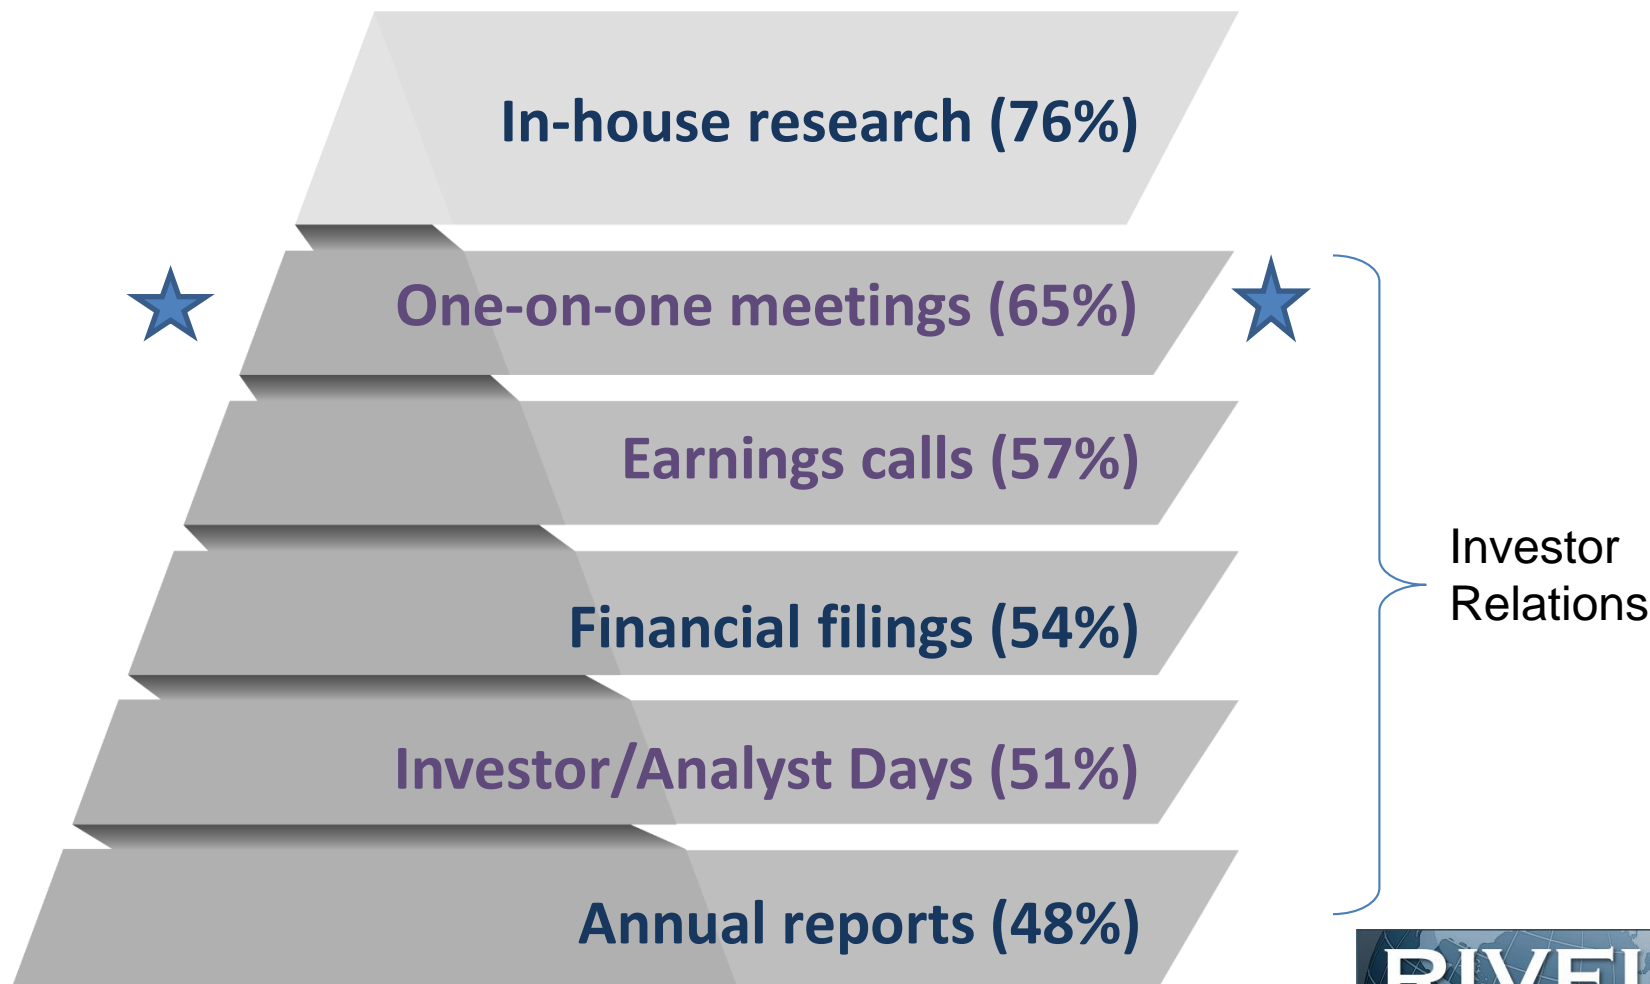 In-house research (76%)
One-on-one meetings (65%)
Earnings calls (57%)
Financial filings (54%)
Investor/Analyst Days (51%)
Annual reports (48%)
Investor
Relations